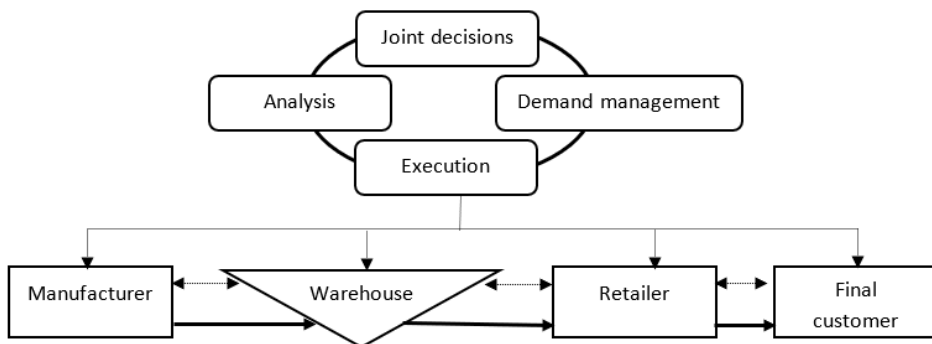 Joint decisions
Analysis
Demand management
Execution
Manufacturer
Warehouse
Retailer
Final
customer